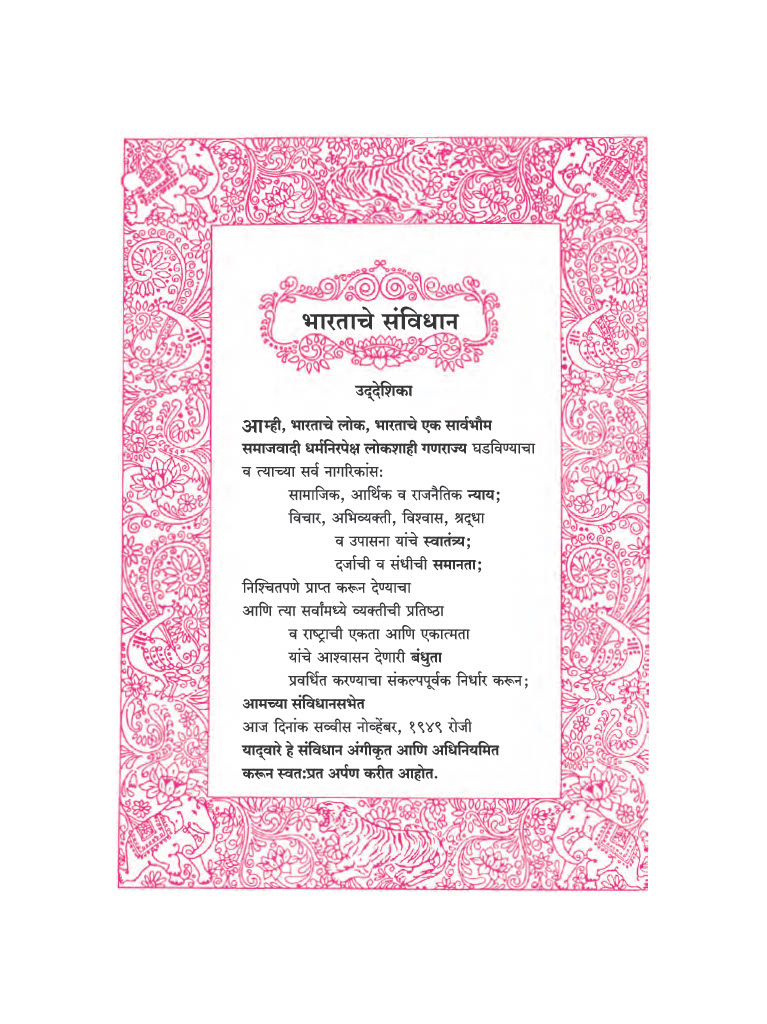 भारताचे संविधान
उद्‌देशिका
आम्ही, भारताचे लोक, भारताचे एक सार्वभौम
समाजवादी धर्मनिरपेक्ष लोकशाही गणराज्य घडविण्याचा
व त्याच्या सर्व नागरिकांस:
सामाजिक, आर्थिक व राजनैतिक न्याय;
विचार, अभिव्यक्ती, विश्वास, श्रद्‌धा
व उपासना यांचे स्वातंत्र्य;
दर्जाची व संधीची समानता;
निश्चितपणे प्राप्त करून देण्याचा
आणि त्या सर्वांमध्ये व्यक्तीची प्रतिष्ठा
व राष्ट्राची एकता आणि एकात्मता
यांचे आश्वासन देणारी बंधुता
प्रवर्धित करण्याचा संकल्पपूर्वक निर्धार करून;
आमच्या संविधानसभेत
आज दिनांक सव्वीस नोव्हेंबर, १९४९ रोजी
याद्‌वारे हे संविधान अंगीकृत आणि अधिनियमित
करून स्वत:प्रत अर्पण करीत आहोत.